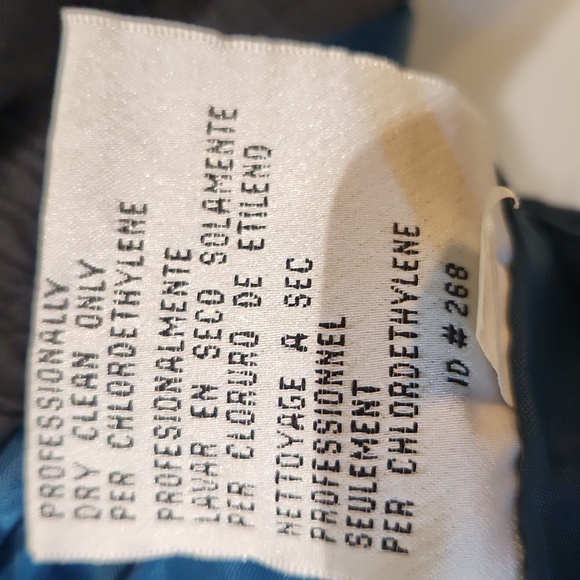 PROFESSIONALLY
DRY CLEAN ONLY
PER CHLORDETHYLENE
PROFESIONALMENTE
LAVAR EN SECO SOLAMENTE
PER CLORURO DE ETILENO
NETTOYAGE A SEC
PROFESSIONNEL
SEULEMENT
PER CHLORDETHYLENE
ID # 268